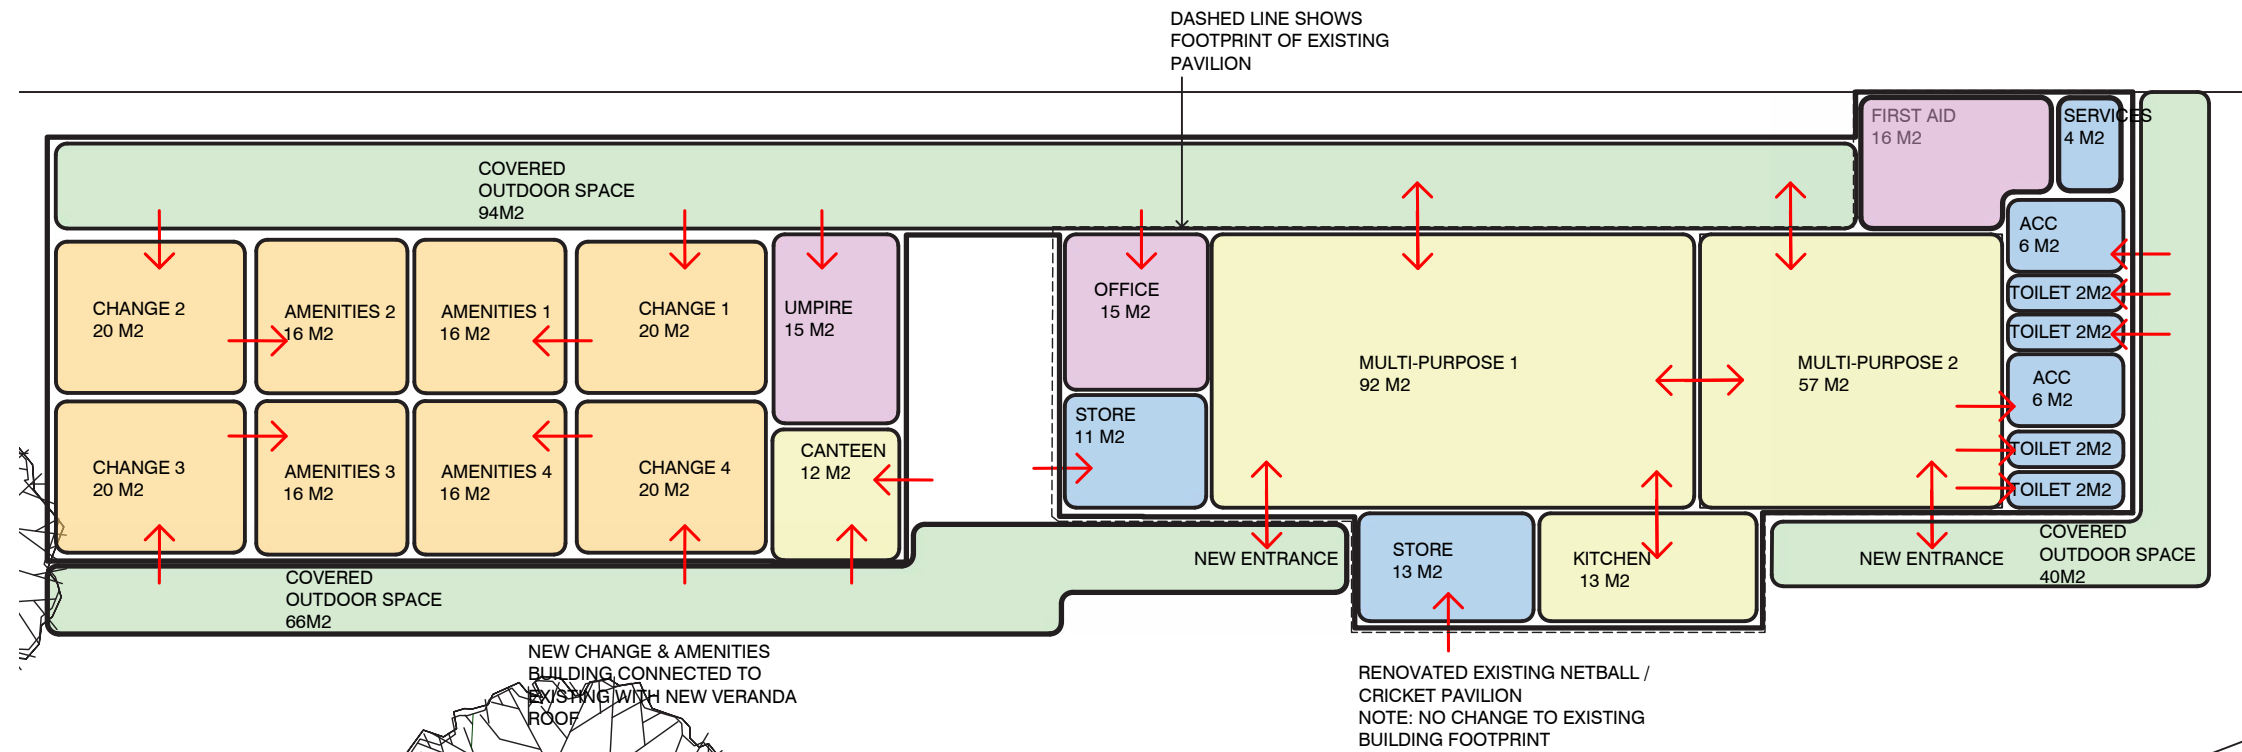 DASHED LINE SHOWS
FOOTPRINT OF EXISTING
PAVILION
FIRST AID
16 M2
SERVICES
4 M2
COVERED
OUTDOOR SPACE
94M2
ACC
6 M2
CHANGE 2
20 M2
AMENITIES 2
16 M2
AMENITIES 1
16 M2
CHANGE 1
20 M2
UMPIRE
15 M2
OFFICE
15 M2
TOILET 2M2
TOILET 2M2
MULTI-PURPOSE 1
92 M2
MULTI-PURPOSE 2
57 M2
ACC
6 M2
STORE
11 M2
CANTEEN
12 M2
TOILET 2M2
CHANGE 3
20 M2
AMENITIES 3
16 M2
AMENITIES 4
16 M2
CHANGE 4
20 M2
TOILET 2M2
NEW ENTRANCE
STORE
13 M2
KITCHEN
13 M2
NEW ENTRANCE
COVERED
OUTDOOR SPACE
40M2
COVERED
OUTDOOR SPACE
66M2
NEW CHANGE & AMENITIES
BUILDING CONNECTED TO
EXISTING WITH NEW VERANDA
ROOF
RENOVATED EXISTING NETBALL /
CRICKET PAVILION
NOTE: NO CHANGE TO EXISTING
BUILDING FOOTPRINT